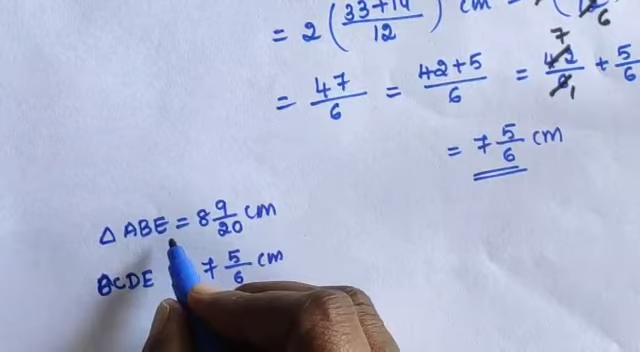 = 2 ( 33+14 / 12 ) cm =
= 47/6 = 42+5/6 = 42/6 + 5/6
7 1
= 7 5/6 cm
△ ABE = 8 9/20 cm
BCDE 7 5/6 cm